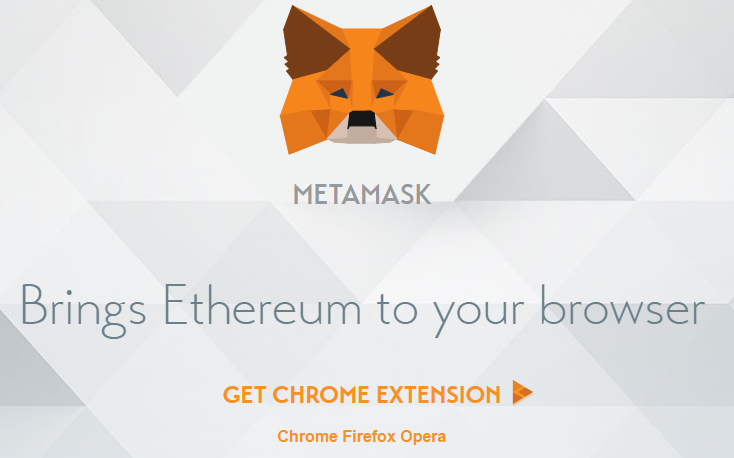 METAMASK
Brings Ethereum to your browser
GET CHROME EXTENSION
Chrome Firefox Opera